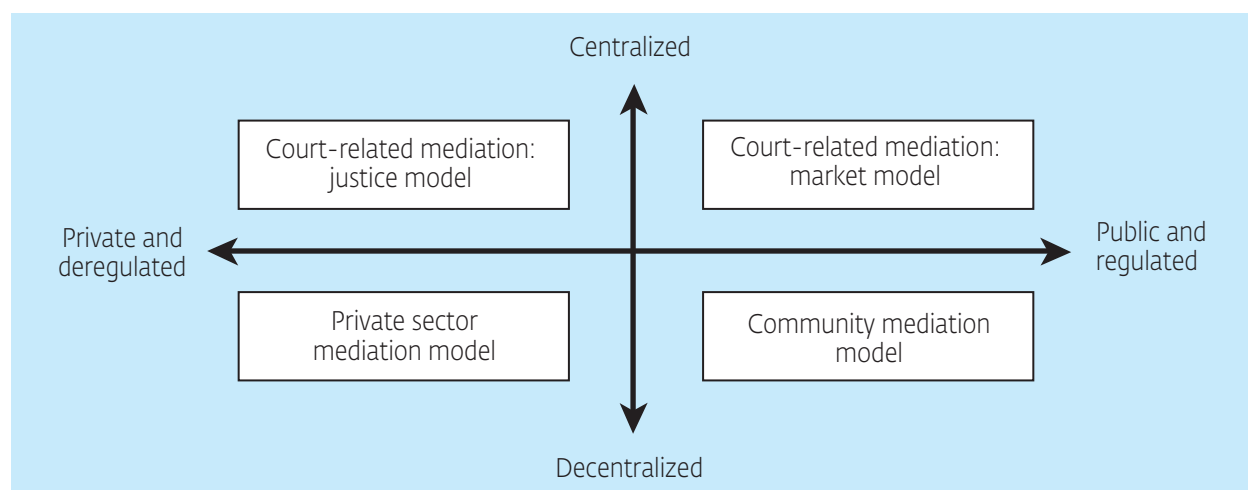 Centralized
Court-related mediation:
justice model
Court-related mediation:
market model
Private and
deregulated
Public and
regulated
Private sector
mediation model
Community mediation
model
Decentralized